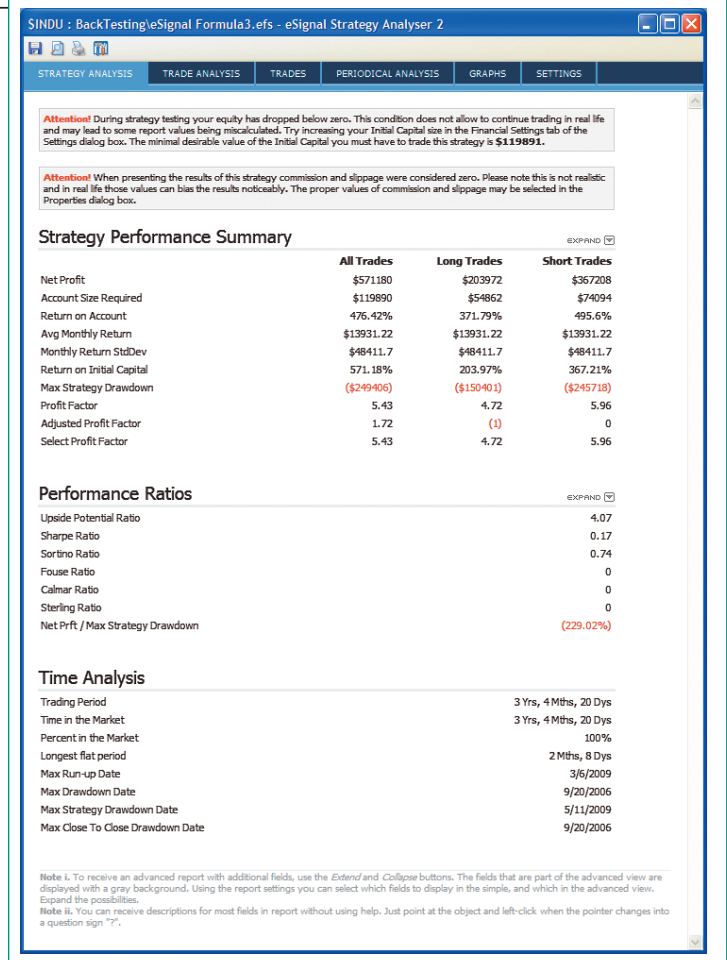 $INDU : BackTesting\eSignal Formula3.efs - eSignal Strategy Analyser 2
STRATEGY ANALYSIS TRADE ANALYSIS TRADES PERIODICAL ANALYSIS GRAPHS SETTINGS
Attention! During strategy testing your equity has dropped below zero. This condition does not allow to continue trading in real life
and may lead to some report values being miscalculated. Try increasing your Initial Capital size in the Financial Settings tab of the
Settings dialog box. The minimal desirable value of the Initial Capital you must have to trade this strategy is $119891.
Attention! When presenting the results of this strategy commission and slippage were considered zero. Please note this is not realistic
and in real life those values can bias the results noticeably. The proper values of commission and slippage may be selected in the
Properties dialog box.
Strategy Performance Summary EXPAND
All Trades Long Trades Short Trades
Net Profit $571180 $203972 $367208
Account Size Required $119890 $54862 $74094
Return on Account 476.42% 371.79% 495.6%
Avg Monthly Return $13931.22 $13931.22 $13931.22
Monthly Return StdDev $48411.7 $48411.7 $48411.7
Return on Initial Capital 571.18% 203.97% 367.21%
Max Strategy Drawdown ($249406) ($150401) ($245718)
Profit Factor 5.43 4.72 5.96
Adjusted Profit Factor 1.72 (1) 0
Select Profit Factor 5.43 4.72 5.96
Performance Ratios EXPAND
Upside Potential Ratio 4.07
Sharpe Ratio 0.17
Sortino Ratio 0.74
Fouse Ratio 0
Calmar Ratio 0
Sterling Ratio 0
Net Prft / Max Strategy Drawdown (229.02%)
Time Analysis
Trading Period 3 Yrs, 4 Mths, 20 Dys
Time in the Market 3 Yrs, 4 Mths, 20 Dys
Percent in the Market 100%
Longest flat period 2 Mths, 8 Dys
Max Run-up Date 3/6/2009
Max Drawdown Date 9/20/2006
Max Strategy Drawdown Date 5/11/2009
Max Close To Close Drawdown Date 9/20/2006
Note i. To receive an advanced report with additional fields, use the Extend and Collapse buttons. The fields that are part of the advanced view are
displayed with a gray background. Using the report settings you can select which fields to display in the simple, and which in the advanced view.
Expand the possibilities.
Note ii. You can receive descriptions for most fields in report without using help. Just point at the object and left-click when the pointer changes into
a question sign "?".